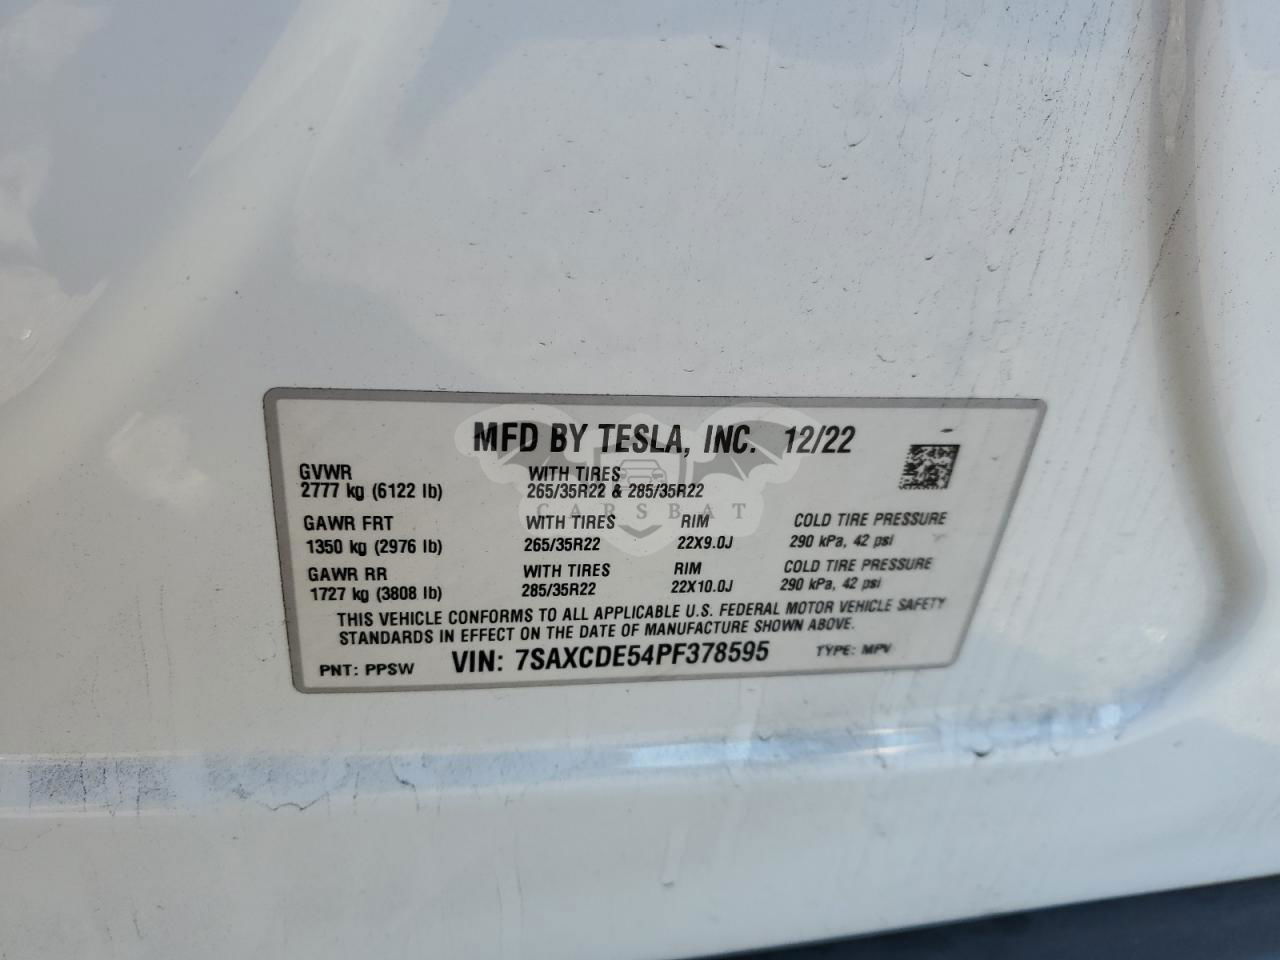 MFD BY TESLA, INC. 12/22
GVWR WITH TIRES
2777 kg (6122 lb) 265/35R22 & 285/35R22
CARSBAT
GAWR FRT WITH TIRES RIM COLD TIRE PRESSURE
1350 kg (2976 lb) 265/35R22 22X9.0J 290 kPa, 42 psi
GAWR RR WITH TIRES RIM COLD TIRE PRESSURE
1727 kg (3808 lb) 285/35R22 22X10.0J 290 kPa, 42 psi
THIS VEHICLE CONFORMS TO ALL APPLICABLE U.S. FEDERAL MOTOR VEHICLE SAFETY
STANDARDS IN EFFECT ON THE DATE OF MANUFACTURE SHOWN ABOVE.
PNT: PPSW VIN: 7SAXCDE54PF378595 TYPE: MPV